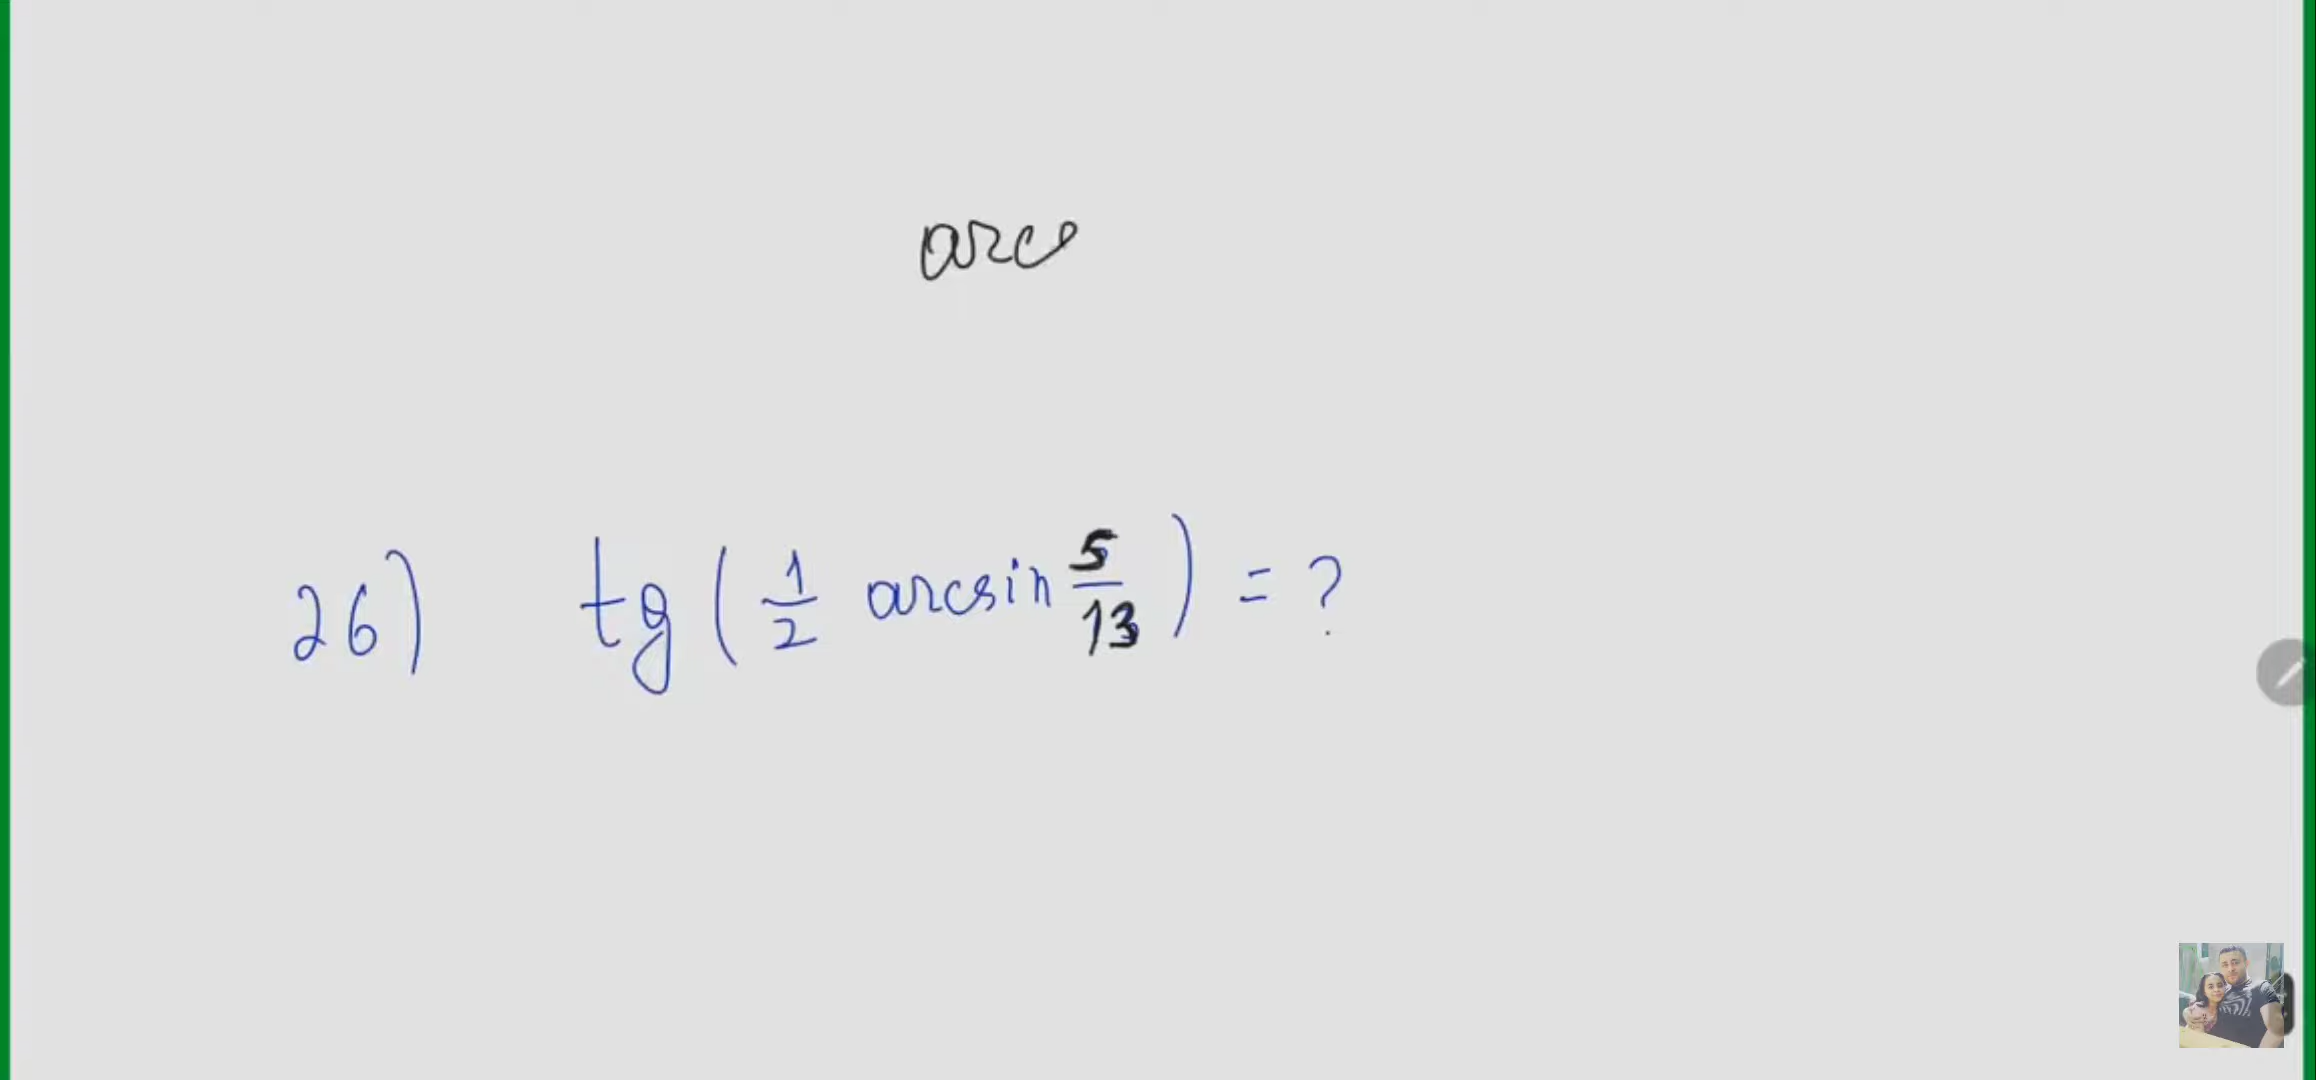 arc
26) tg(1/2 arcsin 5/13) = ?